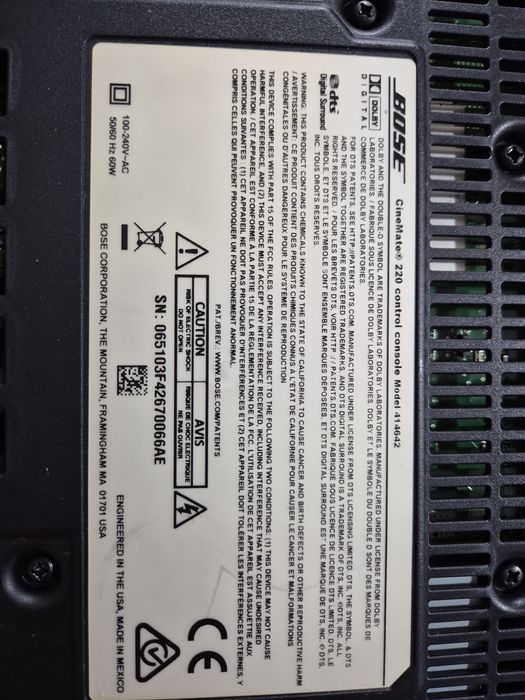 BOSE CineMate® 220 control console Model 414642
DOLBY
DIGITAL
DOLBY AND THE DOUBLE-D SYMBOL ARE TRADEMARKS OF DOLBY LABORATORIES. MANUFACTURED UNDER LICENSE FROM DOLBY
LABORATORIES. / FABRIQUE SOUS LICENCE DE DOLBY LABORATORIES. DOLBY ET LE SYMBOLE DU DOUBLE D SONT DES MARQUES DE
COMMERCE DE DOLBY LABORATORIES.
dts
Digital Surround
FOR DTS PATENTS, SEE HTTP://PATENTS.DTS.COM. MANUFACTURED UNDER LICENSE FROM DTS LICENSING LIMITED. DTS, THE SYMBOL, & DTS
AND THE SYMBOL TOGETHER ARE REGISTERED TRADEMARKS, AND DTS DIGITAL SURROUND IS A TRADEMARK OF DTS, INC. ©DTS, INC. ALL
RIGHTS RESERVED. / POUR LES BREVETS DTS, VOIR HTTP://PATENTS.DTS.COM. FABRIQUE SOUS LICENCE DE LICENCE DTS LIMITED. DTS, LE
SYMBOLE, ET DTS ET LE SYMBOLE SONT ENSEMBLE MARQUES DÉPOSÉES, ET DTS DIGITAL SURROUND EST UNE MARQUE DE DTS, INC. © DTS,
INC. TOUS DROITS RÉSERVÉS.
WARNING: THIS PRODUCT CONTAINS CHEMICALS KNOWN TO THE STATE OF CALIFORNIA TO CAUSE CANCER AND BIRTH DEFECTS OR OTHER REPRODUCTIVE HARM
/ AVERTISSEMENT: CE PRODUIT CONTIENT DES PRODUITS CHIMIQUES CONNUS A L'ETAT DE CALIFORNIE POUR CAUSER LE CANCER ET MALFORMATIONS
CONGÉNITALES OU D'AUTRES DANGEREUX POUR LE SYSTÈME DE REPRODUCTION
THIS DEVICE COMPLIES WITH PART 15 OF THE FCC RULES. OPERATION IS SUBJECT TO THE FOLLOWING TWO CONDITIONS: (1) THIS DEVICE MAY NOT CAUSE
HARMFUL INTERFERENCE, AND (2) THIS DEVICE MUST ACCEPT ANY INTERFERENCE RECEIVED, INCLUDING INTERFERENCE THAT MAY CAUSE UNDESIRED
OPERATION. / CET APPAREIL EST CONFORME À LA PARTIE 15 DE LA RÉGLEMENTATION DE LA FCC. L'UTILISATION DE CET APPAREIL EST ASSUJETTIE AUX
CONDITIONS SUIVANTES : (1) CET APPAREIL NE DOIT PAS PROVOQUER D'INTERFÉRENCES ET (2) CET APPAREIL DOIT TOLÉRER LES INTERFÉRENCES EXTERNES, Y
COMPRIS CELLES QUI PEUVENT PROVOQUER UN FONCTIONNEMENT ANORMAL.
PAT./BREV.: WWW.BOSE.COM/PATENTS
CAUTION
RISK OF ELECTRIC SHOCK
DO NOT OPEN
AVIS
RISQUE DE CHOC ELECTRIQUE
NE PAS OUVRIR
100-240V~AC
50/60 Hz 60W
SN: 065103F42670066AE
CE
BOSE CORPORATION, THE MOUNTAIN, FRAMINGHAM MA 01701 USA
ENGINEERED IN THE USA, MADE IN MEXICO